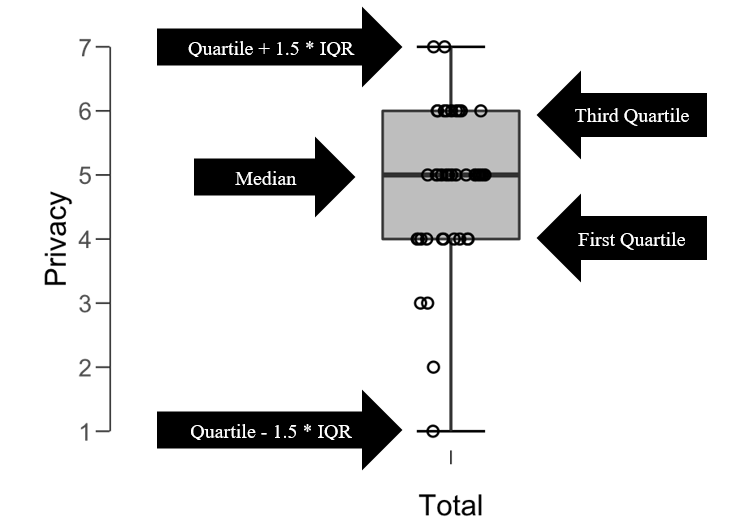 7
Quartile + 1.5 * IQR
6
Third Quartile
5
Median
4
First Quartile
Privacy
3
2
1
Quartile - 1.5 * IQR
Total